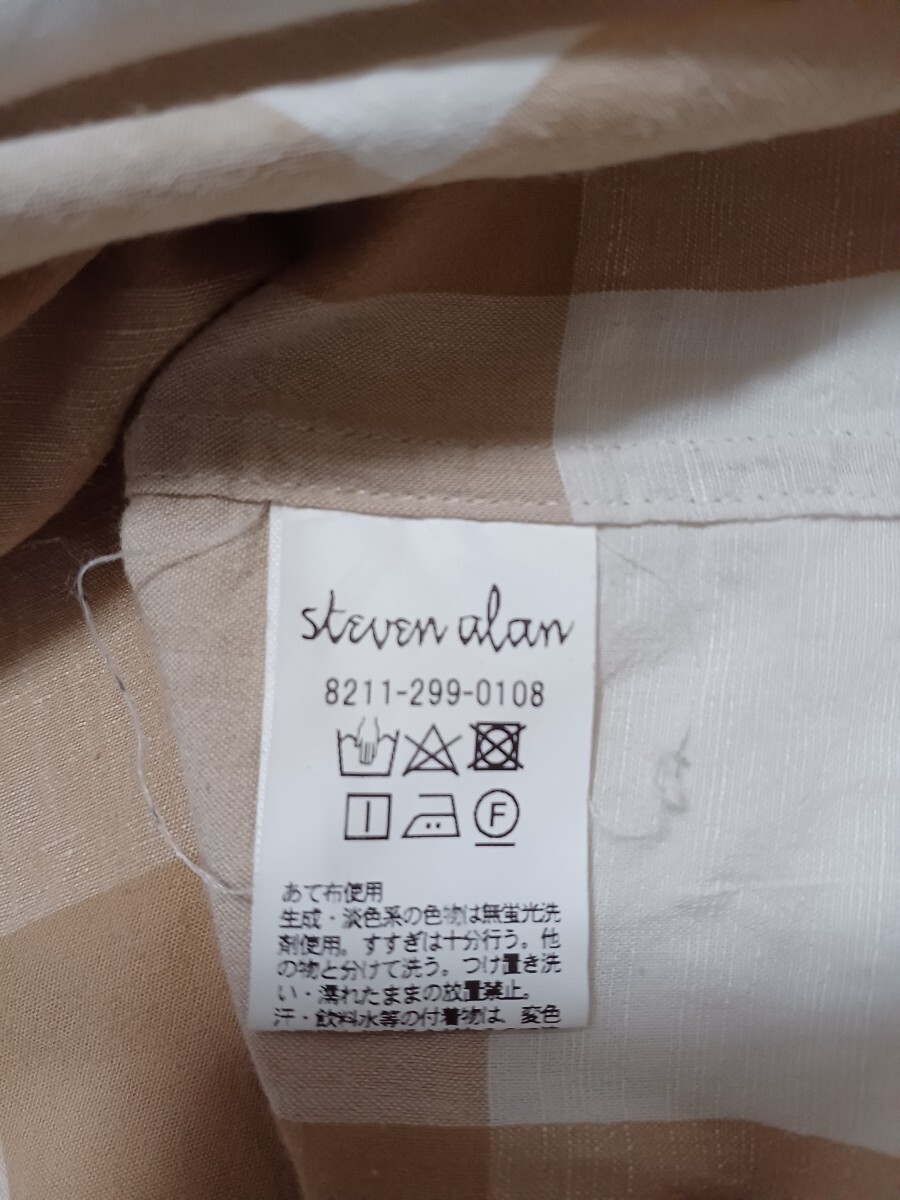 steven alan
8211-299-0108
F
あて布使用
生成・淡色系の色物は無蛍光洗
剤使用。すすぎは十分行う。他
の物と分けて洗う。つけ置き洗
い・濡れたままの放置禁止。
汗・飲料水等の付着物は、変色